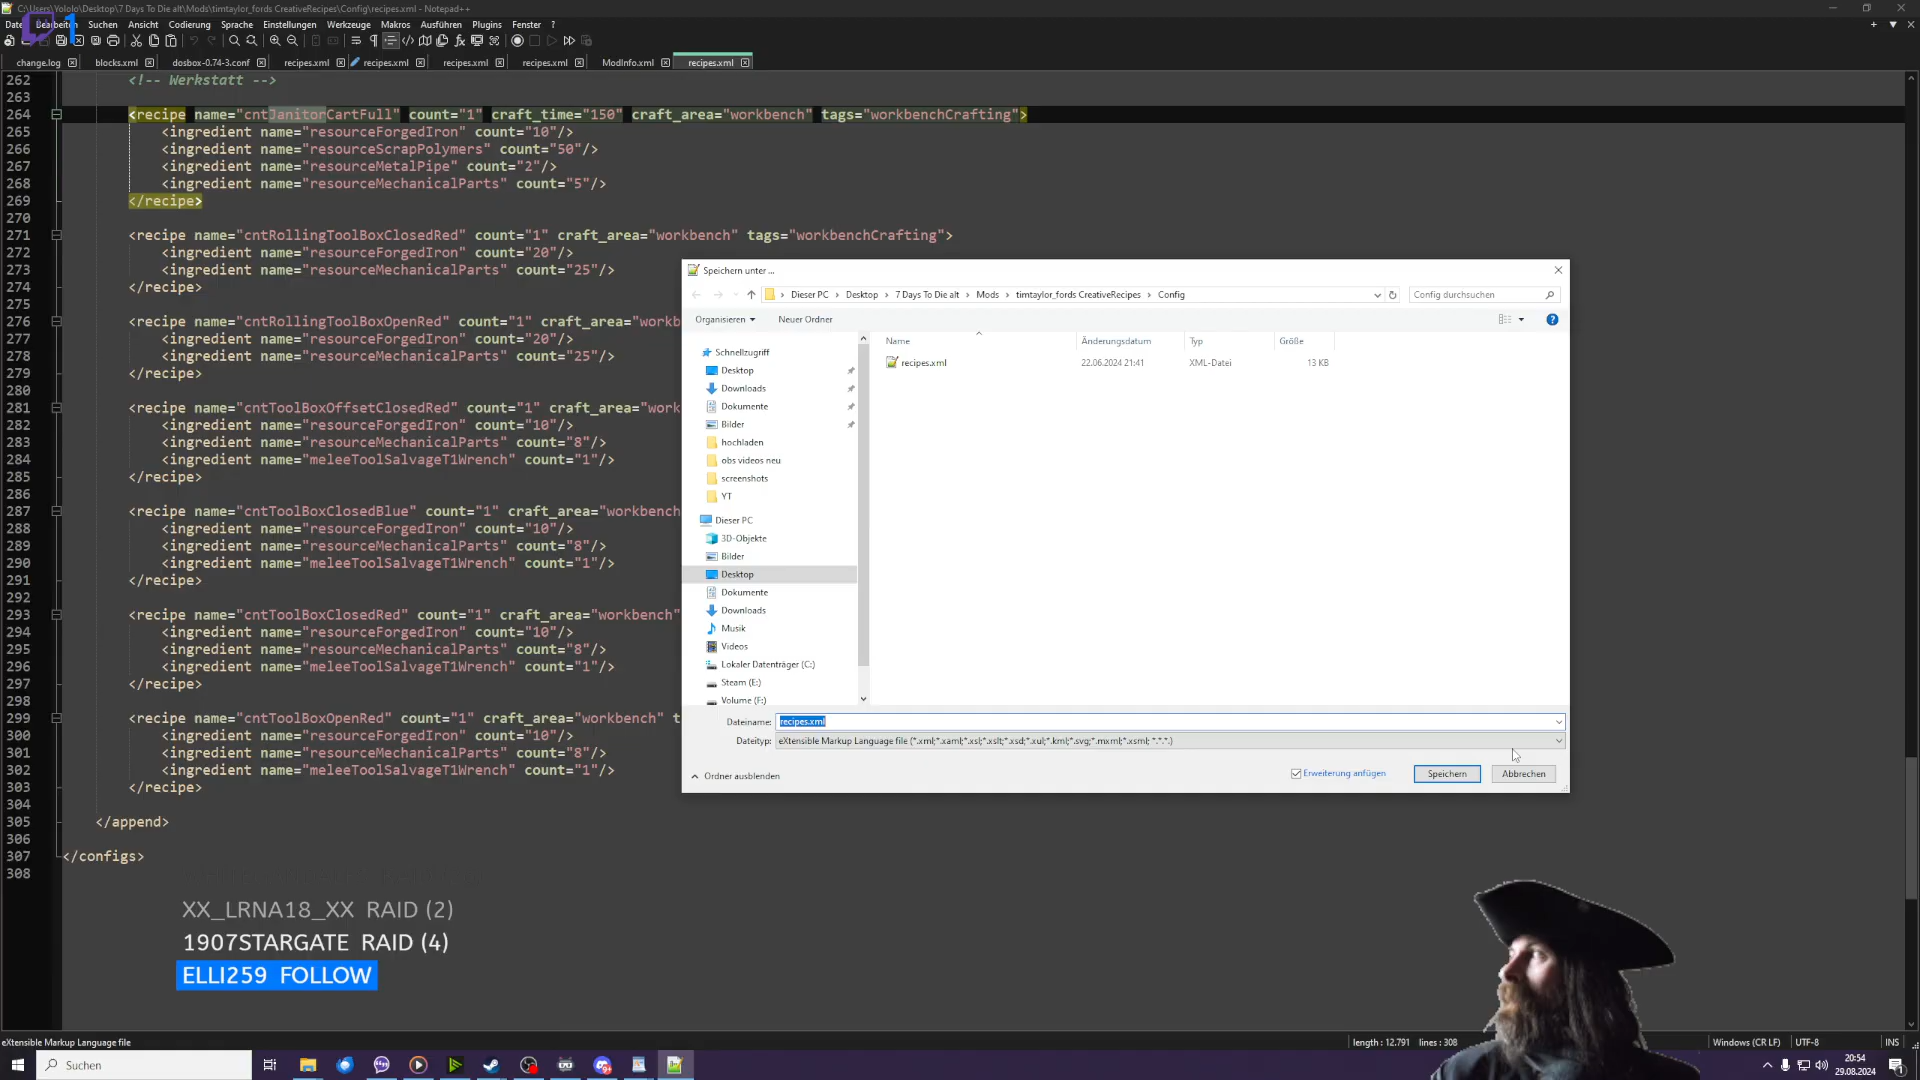 C:\Users\Yololo\Desktop\7 Days To Die alt\Mods\timtaylor_fords CreativeRecipes\Config\recipes.xml - Notepad++
Datei Bearbeiten Suchen Ansicht Codierung Sprache Einstellungen Werkzeuge Makros Ausführen Plugins Fenster ?
1
change.log blocks.xml dosbox-0.74-3.conf recipes.xml recipes.xml recipes.xml recipes.xml ModInfo.xml recipes.xml
262 <!-- Werkstatt -->
263
264 <recipe name="cntJanitorCartFull" count="1" craft_time="150" craft_area="workbench" tags="workbenchCrafting">
265 <ingredient name="resourceForgedIron" count="10"/>
266 <ingredient name="resourceScrapPolymers" count="50"/>
267 <ingredient name="resourceMetalPipe" count="2"/>
268 <ingredient name="resourceMechanicalParts" count="5"/>
269 </recipe>
270
271 <recipe name="cntRollingToolBoxClosedRed" count="1" craft_area="workbench" tags="workbenchCrafting">
272 <ingredient name="resourceForgedIron" count="20"/>
273 <ingredient name="resourceMechanicalParts" count="25"/>
274 </recipe>
275
276 <recipe name="cntRollingToolBoxOpenRed" count="1" craft_area="workb
277 <ingredient name="resourceForgedIron" count="20"/>
278 <ingredient name="resourceMechanicalParts" count="25"/>
279 </recipe>
280
281 <recipe name="cntToolBoxOffsetClosedRed" count="1" craft_area="work
282 <ingredient name="resourceForgedIron" count="10"/>
283 <ingredient name="resourceMechanicalParts" count="8"/>
284 <ingredient name="meleeToolSalvageT1Wrench" count="1"/>
285 </recipe>
286
287 <recipe name="cntToolBoxClosedBlue" count="1" craft_area="workbench
288 <ingredient name="resourceForgedIron" count="10"/>
289 <ingredient name="resourceMechanicalParts" count="8"/>
290 <ingredient name="meleeToolSalvageT1Wrench" count="1"/>
291 </recipe>
292
293 <recipe name="cntToolBoxClosedRed" count="1" craft_area="workbench"
294 <ingredient name="resourceForgedIron" count="10"/>
295 <ingredient name="resourceMechanicalParts" count="8"/>
296 <ingredient name="meleeToolSalvageT1Wrench" count="1"/>
297 </recipe>
298
299 <recipe name="cntToolBoxOpenRed" count="1" craft_area="workbench" t
300 <ingredient name="resourceForgedIron" count="10"/>
301 <ingredient name="resourceMechanicalParts" count="8"/>
302 <ingredient name="meleeToolSalvageT1Wrench" count="1"/>
303 </recipe>
304
305 </append>
306
307 </configs>
308
Speichern unter ...
Dieser PC › Desktop › 7 Days To Die alt › Mods › timtaylor_fords CreativeRecipes › Config
Config durchsuchen
Organisieren Neuer Ordner
Name Änderungsdatum Typ Größe
recipes.xml 22.06.2024 21:41 XML-Datei 13 KB
Schnellzugriff
Desktop
Downloads
Dokumente
Bilder
hochladen
obs videos neu
screenshots
YT
Dieser PC
3D-Objekte
Bilder
Desktop
Dokumente
Downloads
Musik
Videos
Lokaler Datenträger (C:)
Steam (E:)
Volume (F:)
Dateiname: recipes.xml
Dateityp: eXtensible Markup Language file (*.xml;*.xaml;*.xsl;*.xslt;*.xsd;*.xul;*.kml;*.svg;*.mxml;*.xsml; *.*.*.)
Ordner ausblenden
Erweiterung anfügen
Speichern
Abbrechen
XX_LRNA18_XX RAID (2)
1907STARGATE RAID (4)
ELLI259 FOLLOW
eXtensible Markup Language file length : 12.791 lines : 308 Windows (CR LF) UTF-8 INS
Suchen
20:54
29.08.2024